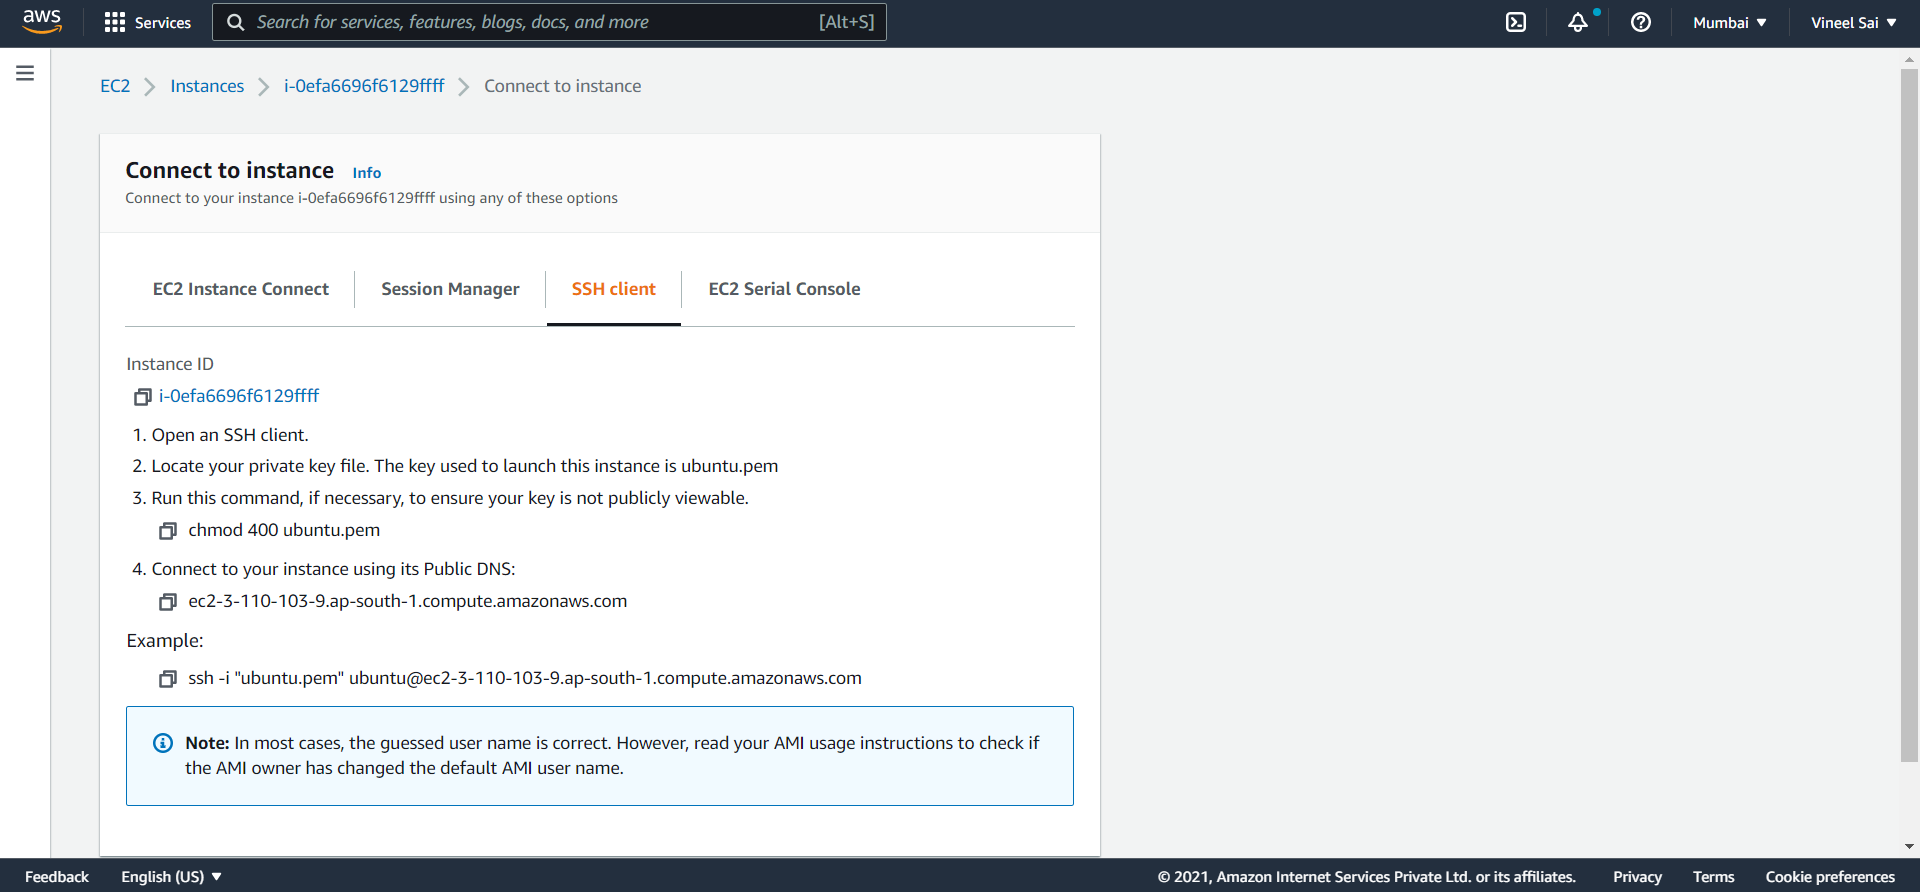 aws
Services
Search for services, features, blogs, docs, and more [Alt+S]
Mumbai
Vineel Sai
EC2
Instances
i-0efa6696f6129ffff
Connect to instance
Connect to instance Info
Connect to your instance i-0efa6696f6129ffff using any of these options
EC2 Instance Connect
Session Manager
SSH client
EC2 Serial Console
Instance ID
i-0efa6696f6129ffff
1. Open an SSH client.
2. Locate your private key file. The key used to launch this instance is ubuntu.pem
3. Run this command, if necessary, to ensure your key is not publicly viewable.
chmod 400 ubuntu.pem
4. Connect to your instance using its Public DNS:
ec2-3-110-103-9.ap-south-1.compute.amazonaws.com
Example:
ssh -i "ubuntu.pem" ubuntu@ec2-3-110-103-9.ap-south-1.compute.amazonaws.com
Note: In most cases, the guessed user name is correct. However, read your AMI usage instructions to check if
the AMI owner has changed the default AMI user name.
Feedback
English (US)
© 2021, Amazon Internet Services Private Ltd. or its affiliates.
Privacy
Terms
Cookie preferences